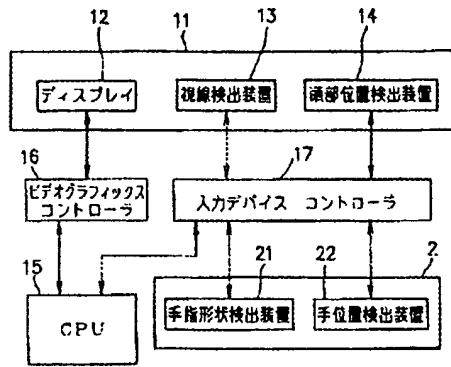 12
11
13
14
ディスプレイ
視線検出装置
頭部位置検出装置
16
17
ビデオグラフィックス
コントローラ
入力デバイス コントローラ
15
CPU
21
22
2
手指形状検出装置
手位置検出装置